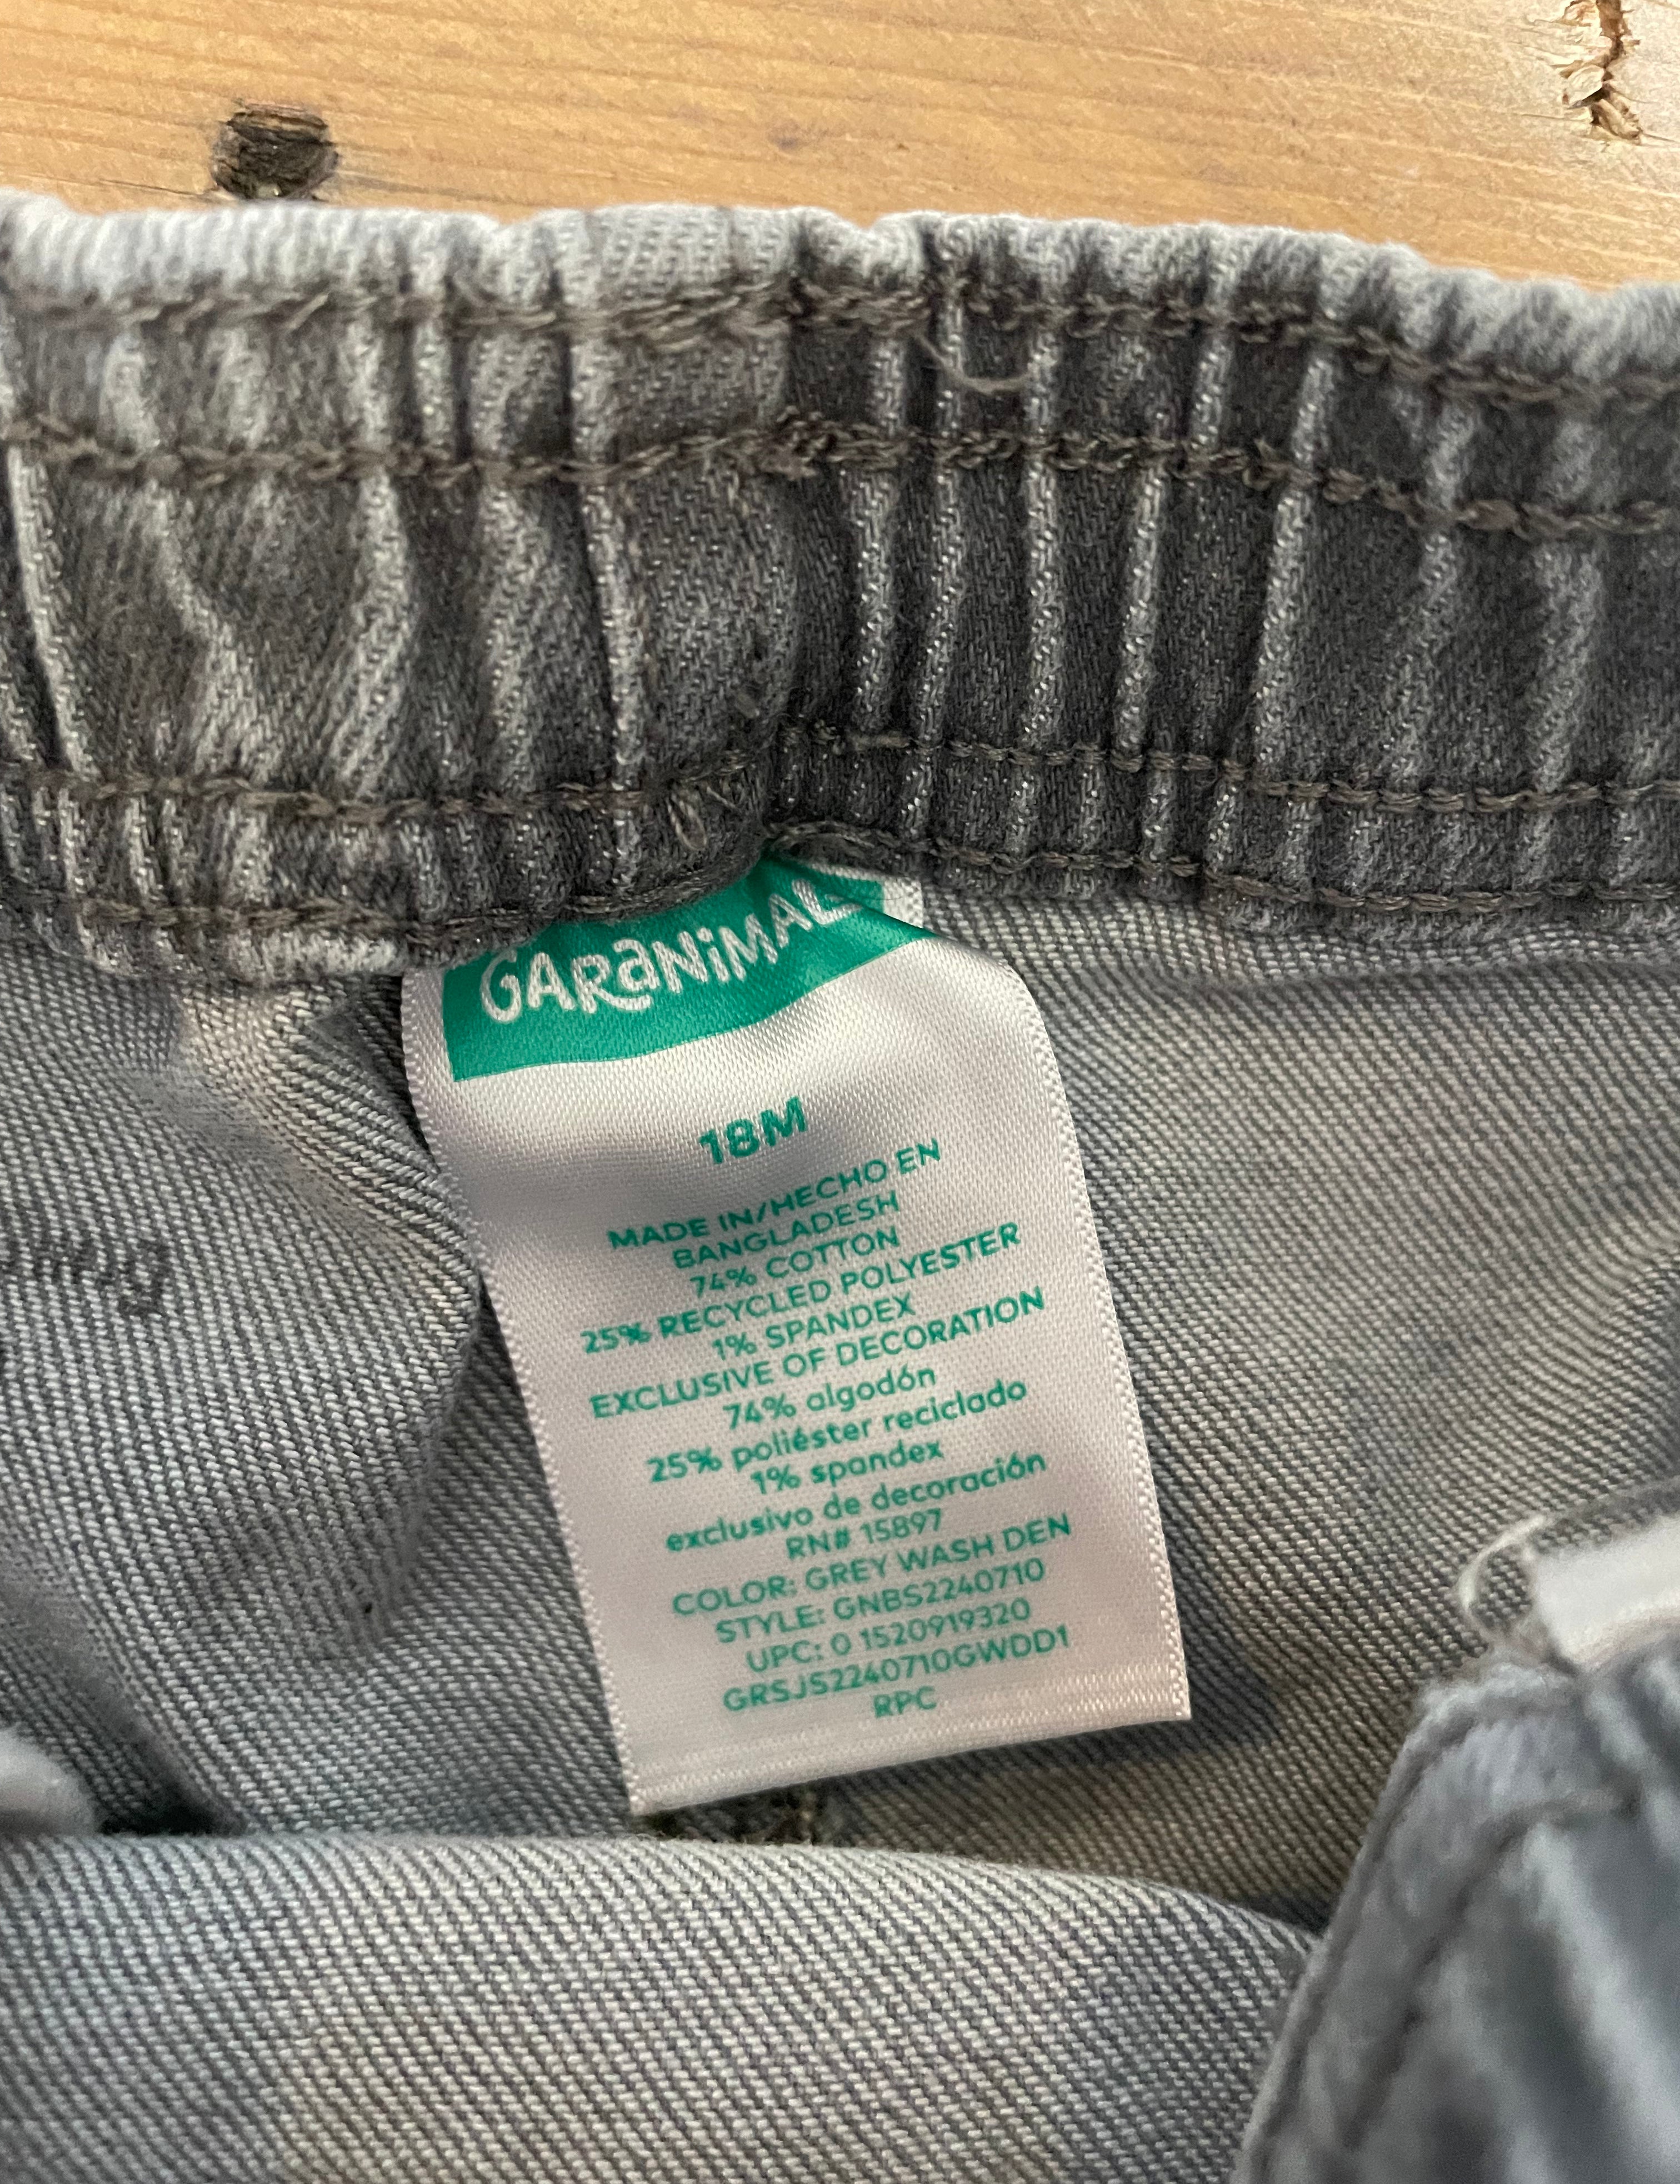 GARANIMALS
18M
MADE IN/HECHO EN
BANGLADESH
74% COTTON
25% RECYCLED POLYESTER
1% SPANDEX
EXCLUSIVE OF DECORATION
74% algodón
25% poliéster reciclado
1% spandex
exclusivo de decoración
RN# 15897
COLOR: GREY WASH DEN
STYLE: GNBS2240710
UPC: 0 1520919320
GRSJS2240710GWDD1
RPC